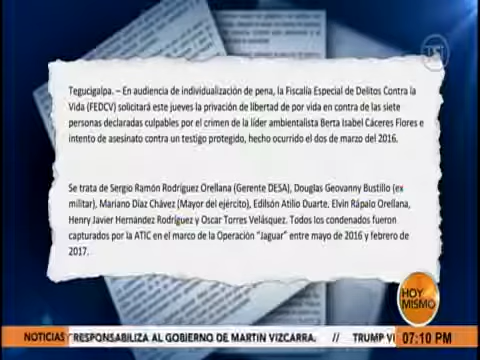 Tegucigalpa. – En audiencia de individualización de pena, la Fiscalía Especial de Delitos Contra la
Vida (FEDCV) solicitará este jueves la privación de libertad de por vida en contra de las siete
personas declaradas culpables por el crimen de la líder ambientalista Berta Isabel Cáceres Flores e
intento de asesinato contra un testigo protegido, hecho ocurrido el dos de marzo del 2016.
Se trata de Sergio Ramón Rodríguez Orellana (Gerente DESA), Douglas Geovanny Bustillo (ex
militar), Mariano Díaz Chávez (Mayor del ejército), Edilsón Atilio Duarte, Elvin Rápalo Orellana,
Henry Javier Hernández Rodríguez y Oscar Torres Velásquez. Todos los condenados fueron
capturados por la ATIC en el marco de la Operación "Jaguar" entre mayo de 2016 y febrero de
2017.
HOY
MISMO
NOTICIAS Y RESPONSABILIZA AL GOBIERNO DE MARTIN VIZCARRA. // TRUMP 07:10 PM